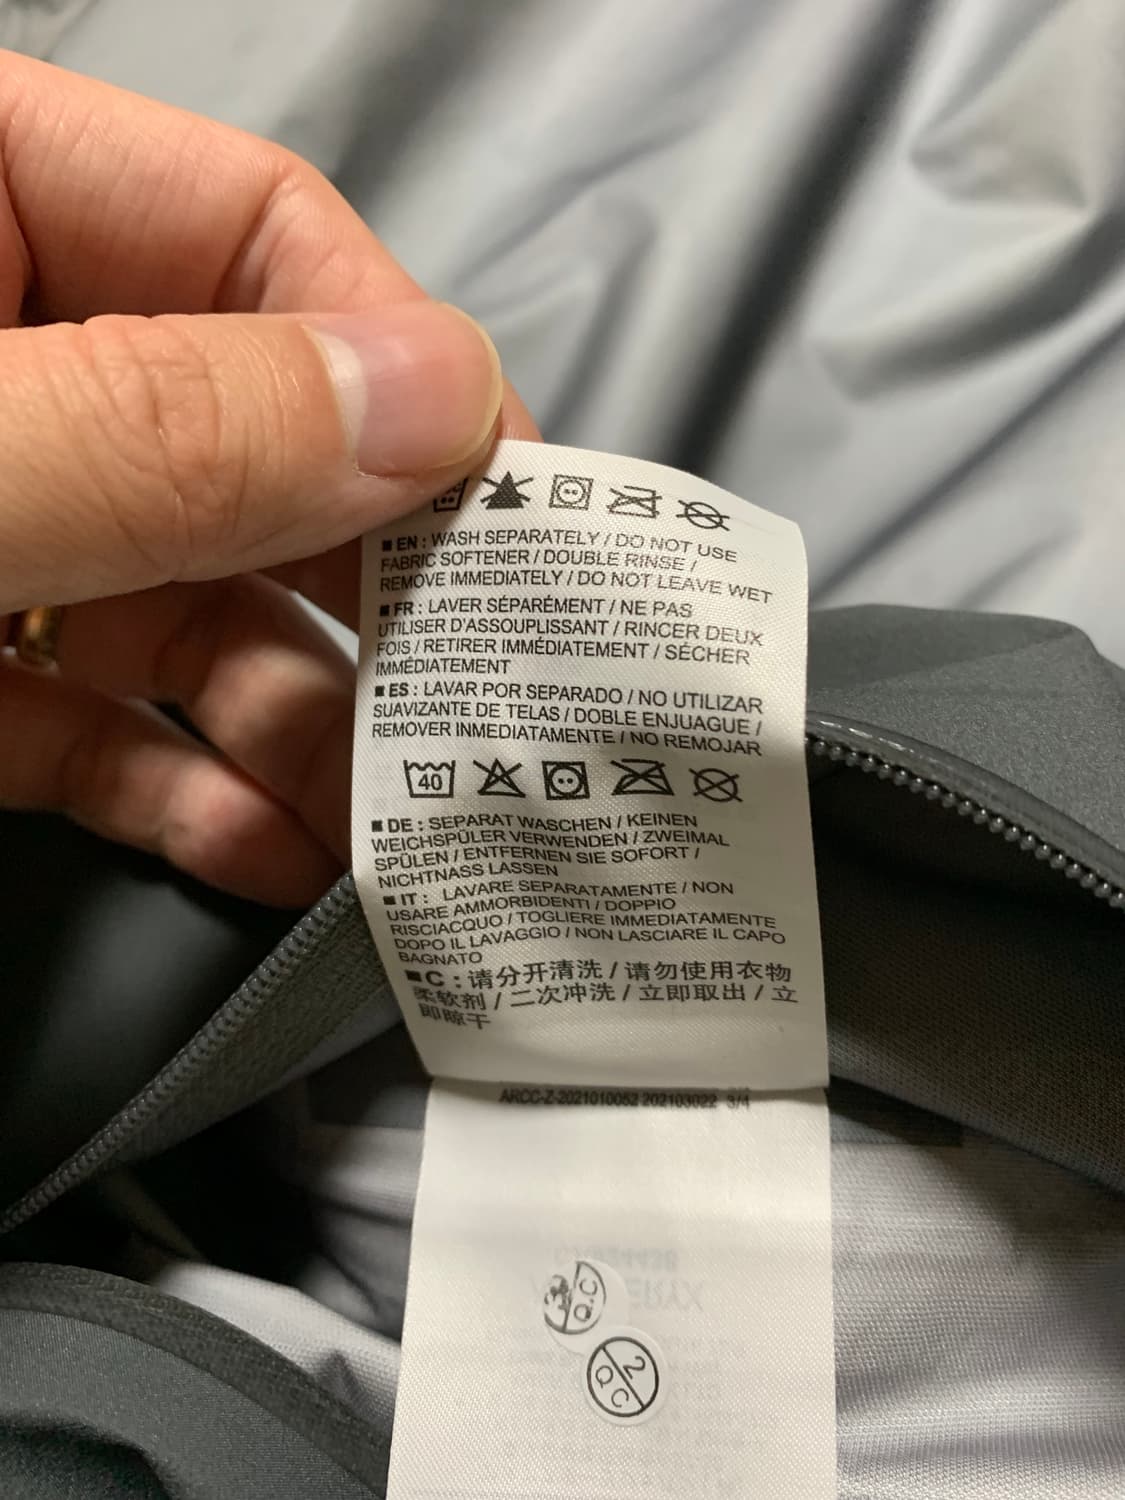 ■ EN : WASH SEPARATELY / DO NOT USE
FABRIC SOFTENER / DOUBLE RINSE /
REMOVE IMMEDIATELY / DO NOT LEAVE WET
■ FR : LAVER SÉPARÉMENT / NE PAS
UTILISER D'ASSOUPLISSANT / RINCER DEUX
FOIS / RETIRER IMMÉDIATEMENT / SÉCHER
IMMÉDIATEMENT
■ ES : LAVAR POR SEPARADO / NO UTILIZAR
SUAVIZANTE DE TELAS / DOBLE ENJUAGUE /
REMOVER INMEDIATAMENTE / NO REMOJAR
40
■ DE : SEPARAT WASCHEN / KEINEN
WEICHSPÜLER VERWENDEN / ZWEIMAL
SPÜLEN / ENTFERNEN SIE SOFORT /
NICHTNASS LASSEN
■ IT : LAVARE SEPARATAMENTE / NON
USARE AMMORBIDENTI / DOPPIO
RISCIACQUO / TOGLIERE IMMEDIATAMENTE
DOPO IL LAVAGGIO / NON LASCIARE IL CAPO
BAGNATO
■ C : 请分开清洗 / 请勿使用衣物
柔软剂 / 二次冲洗 / 立即取出 / 立
即晾干
ARCC-Z-2021010052 202103022 3/4
Q.C
2
QC